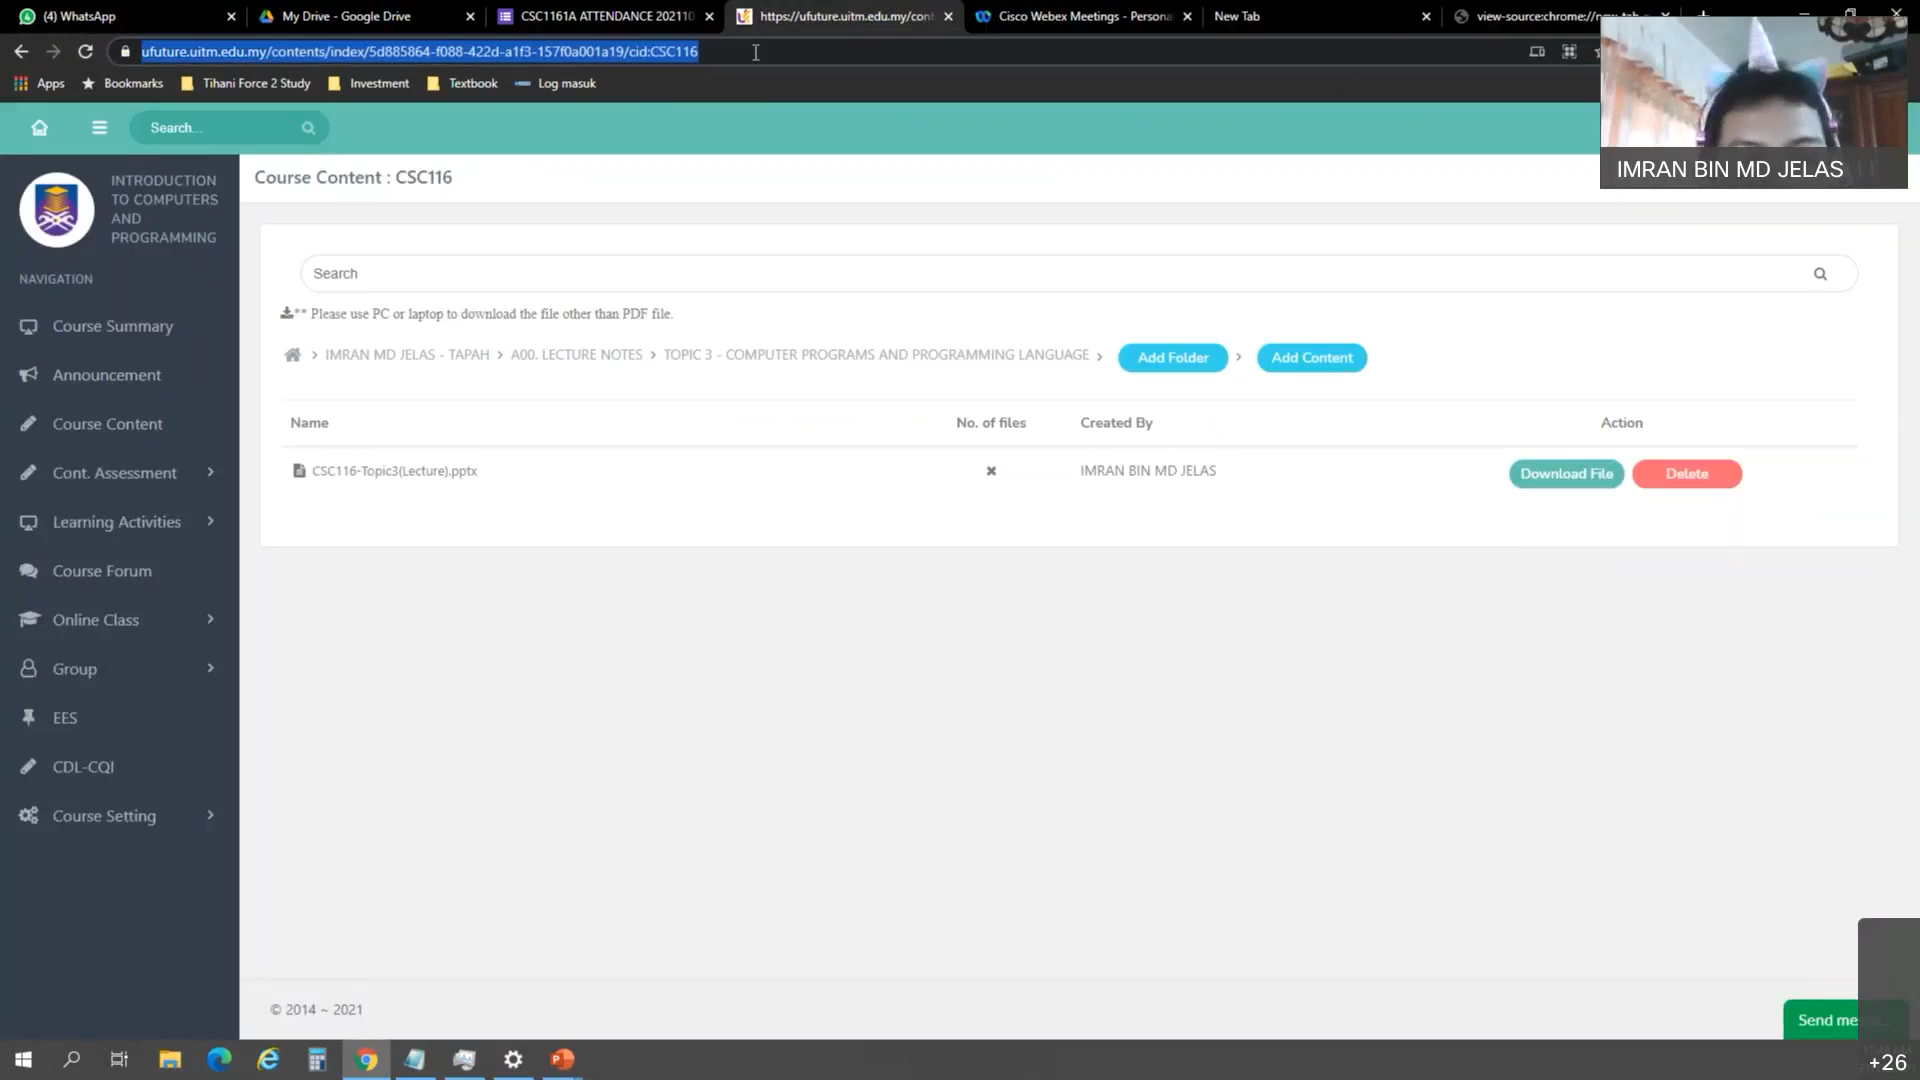 (4) WhatsApp
My Drive - Google Drive
CSC1161A ATTENDANCE 20211
https://ufuture.uitm.edu.my/cont
Cisco Webex Meetings - Persona
New Tab
view-source:chrome://new-tab
ufuture.uitm.edu.my/contents/index/5d885864-f088-422d-a1f3-157f0a001a19/cid:CSC116
Apps
Bookmarks
Tihani Force 2 Study
Investment
Textbook
Log masuk
Search...
IMRAN BIN MD JELAS
INTRODUCTION
TO COMPUTERS
AND
PROGRAMMING
Course Content : CSC116
NAVIGATION
Search
** Please use PC or laptop to download the file other than PDF file.
Course Summary
IMRAN MD JELAS - TAPAH > A00. LECTURE NOTES > TOPIC 3 - COMPUTER PROGRAMS AND PROGRAMMING LANGUAGE > Add Folder > Add Content
Announcement
Course Content
Name No. of files Created By Action
Cont. Assessment
CSC116-Topic3(Lecture).pptx IMRAN BIN MD JELAS Download File Delete
Learning Activities
Course Forum
Online Class
Group
EES
CDL-CQI
Course Setting
© 2014 ~ 2021
Send me
+26